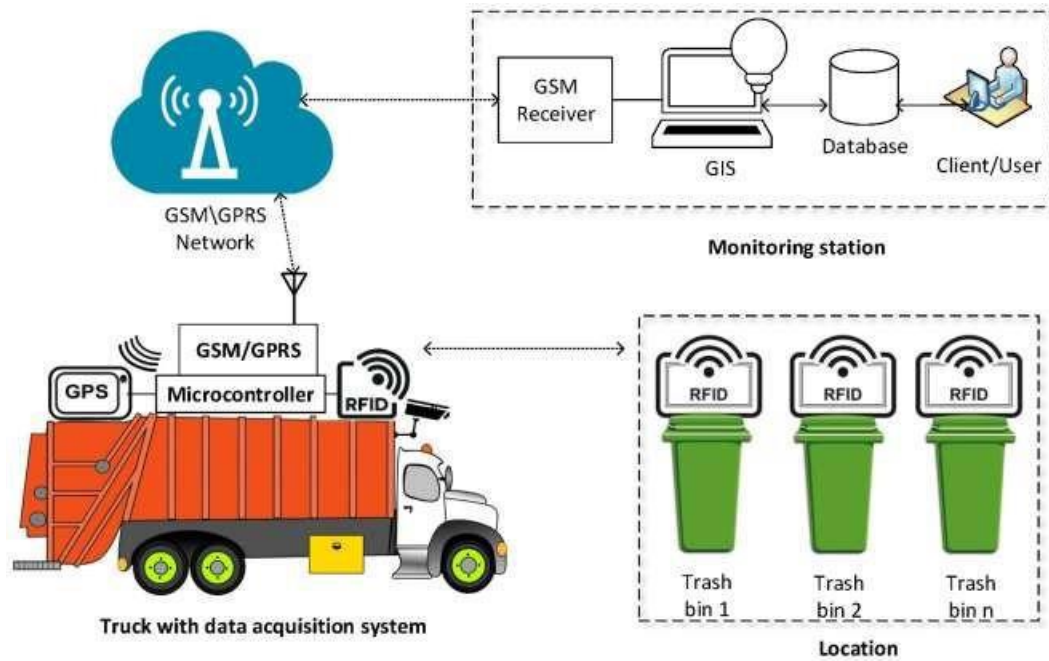 GSM
Receiver
GIS
Database
Client/User
Monitoring station
GSM\GPRS
Network
GSM/GPRS
GPS
Microcontroller
RFID
Truck with data acquisition system
RFID
RFID
RFID
Trash
bin 1
Trash
bin 2
Trash
bin n
Location